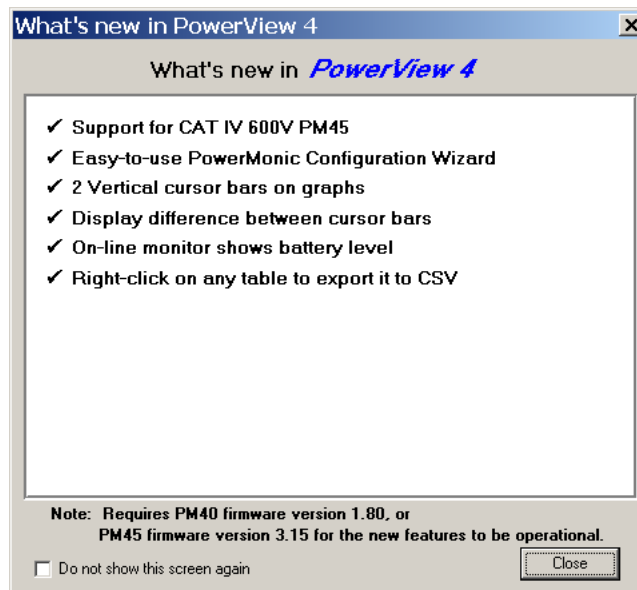 What's new in PowerView 4
What's new in PowerView 4
✓ Support for CAT IV 600V PM45
✓ Easy-to-use PowerMonic Configuration Wizard
✓ 2 Vertical cursor bars on graphs
✓ Display difference between cursor bars
✓ On-line monitor shows battery level
✓ Right-click on any table to export it to CSV
Note: Requires PM40 firmware version 1.80, or
PM45 firmware version 3.15 for the new features to be operational.
Do not show this screen again
Close